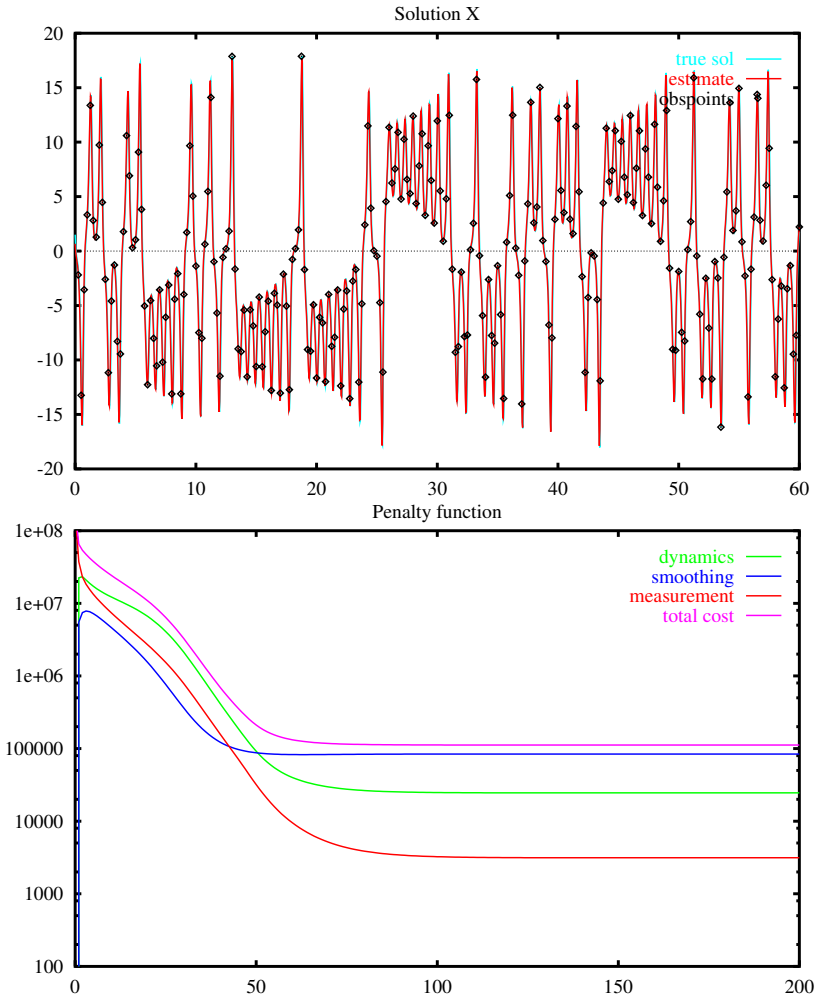 Solution X
20
15
10
5
0
-5
-10
-15
-20
true sol
estimate
obspoints
0 10 20 30 40 50 60
Penalty function
1e+08
1e+07
1e+06
100000
10000
1000
100
dynamics
smoothing
measurement
total cost
0 50 100 150 200